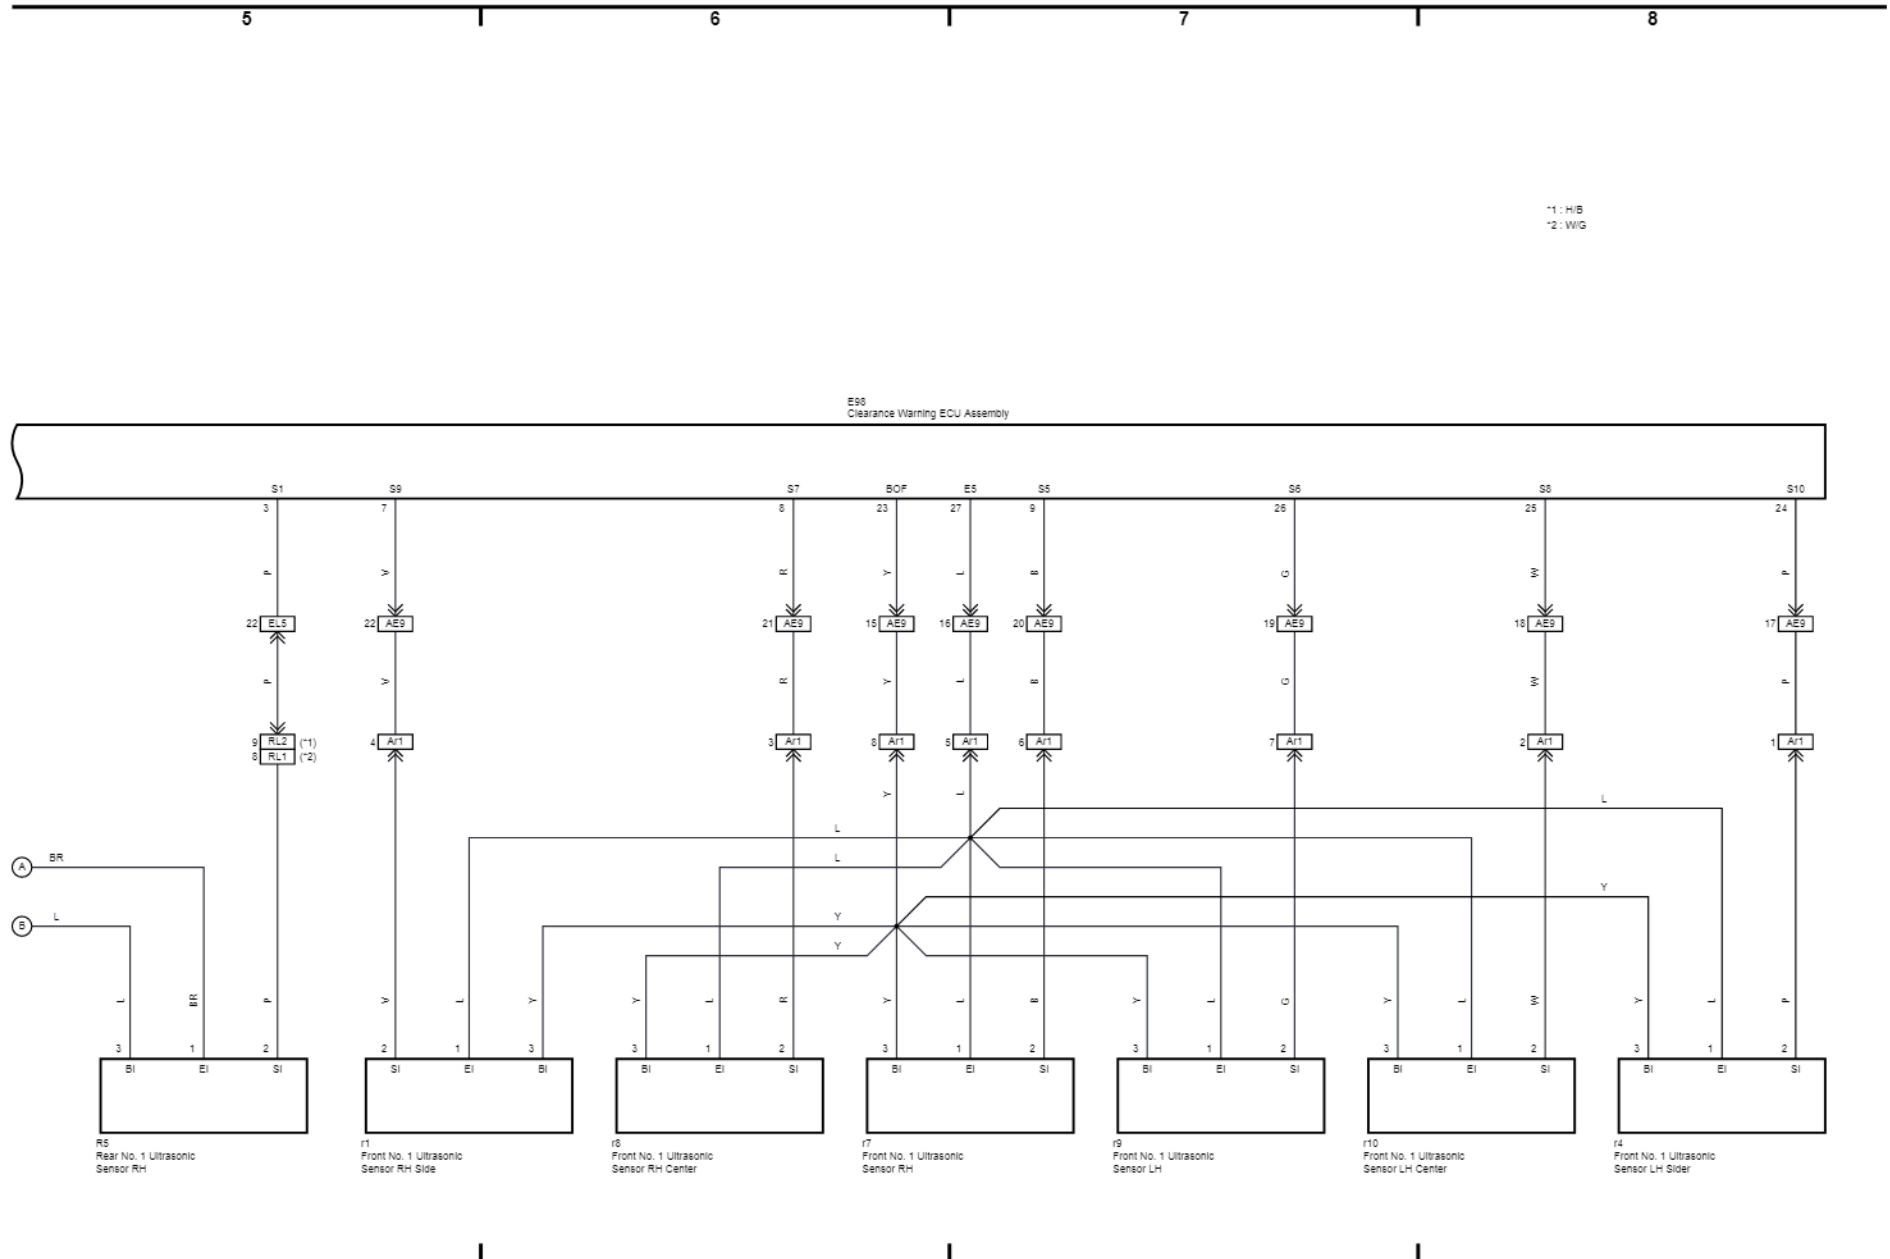 5 6 7 8
*1 : H/B
*2 : W/G
E98
Clearance Warning ECU Assembly
S1 S9 S7 BOF E5 S5 S6 S8 S10
3 7 8 23 27 9 26 25 24
P V R Y L B G W P
22 EL5 22 AE9 21 AE9 15 AE9 16 AE9 20 AE9 19 AE9 18 AE9 17 AE9
P V R Y L B G W P
9 RL2 (*1) 4 Ar1 3 Ar1 8 Ar1 5 Ar1 6 Ar1 7 Ar1 2 Ar1 1 Ar1
8 RL1 (*2)
Y L L
L
A BR L
Y
B L Y
Y
L BR P V L Y Y L R Y L B Y L G Y L W Y L P
3 1 2 2 1 3 3 1 2 3 1 2 3 1 2 3 1 2 3 1 2
BI EI SI SI EI BI BI EI SI BI EI SI BI EI SI BI EI SI BI EI SI
R5
Rear No. 1 Ultrasonic
Sensor RH
r1
Front No. 1 Ultrasonic
Sensor RH Side
r8
Front No. 1 Ultrasonic
Sensor RH Center
r7
Front No. 1 Ultrasonic
Sensor RH
r9
Front No. 1 Ultrasonic
Sensor LH
r10
Front No. 1 Ultrasonic
Sensor LH Center
r4
Front No. 1 Ultrasonic
Sensor LH Sider